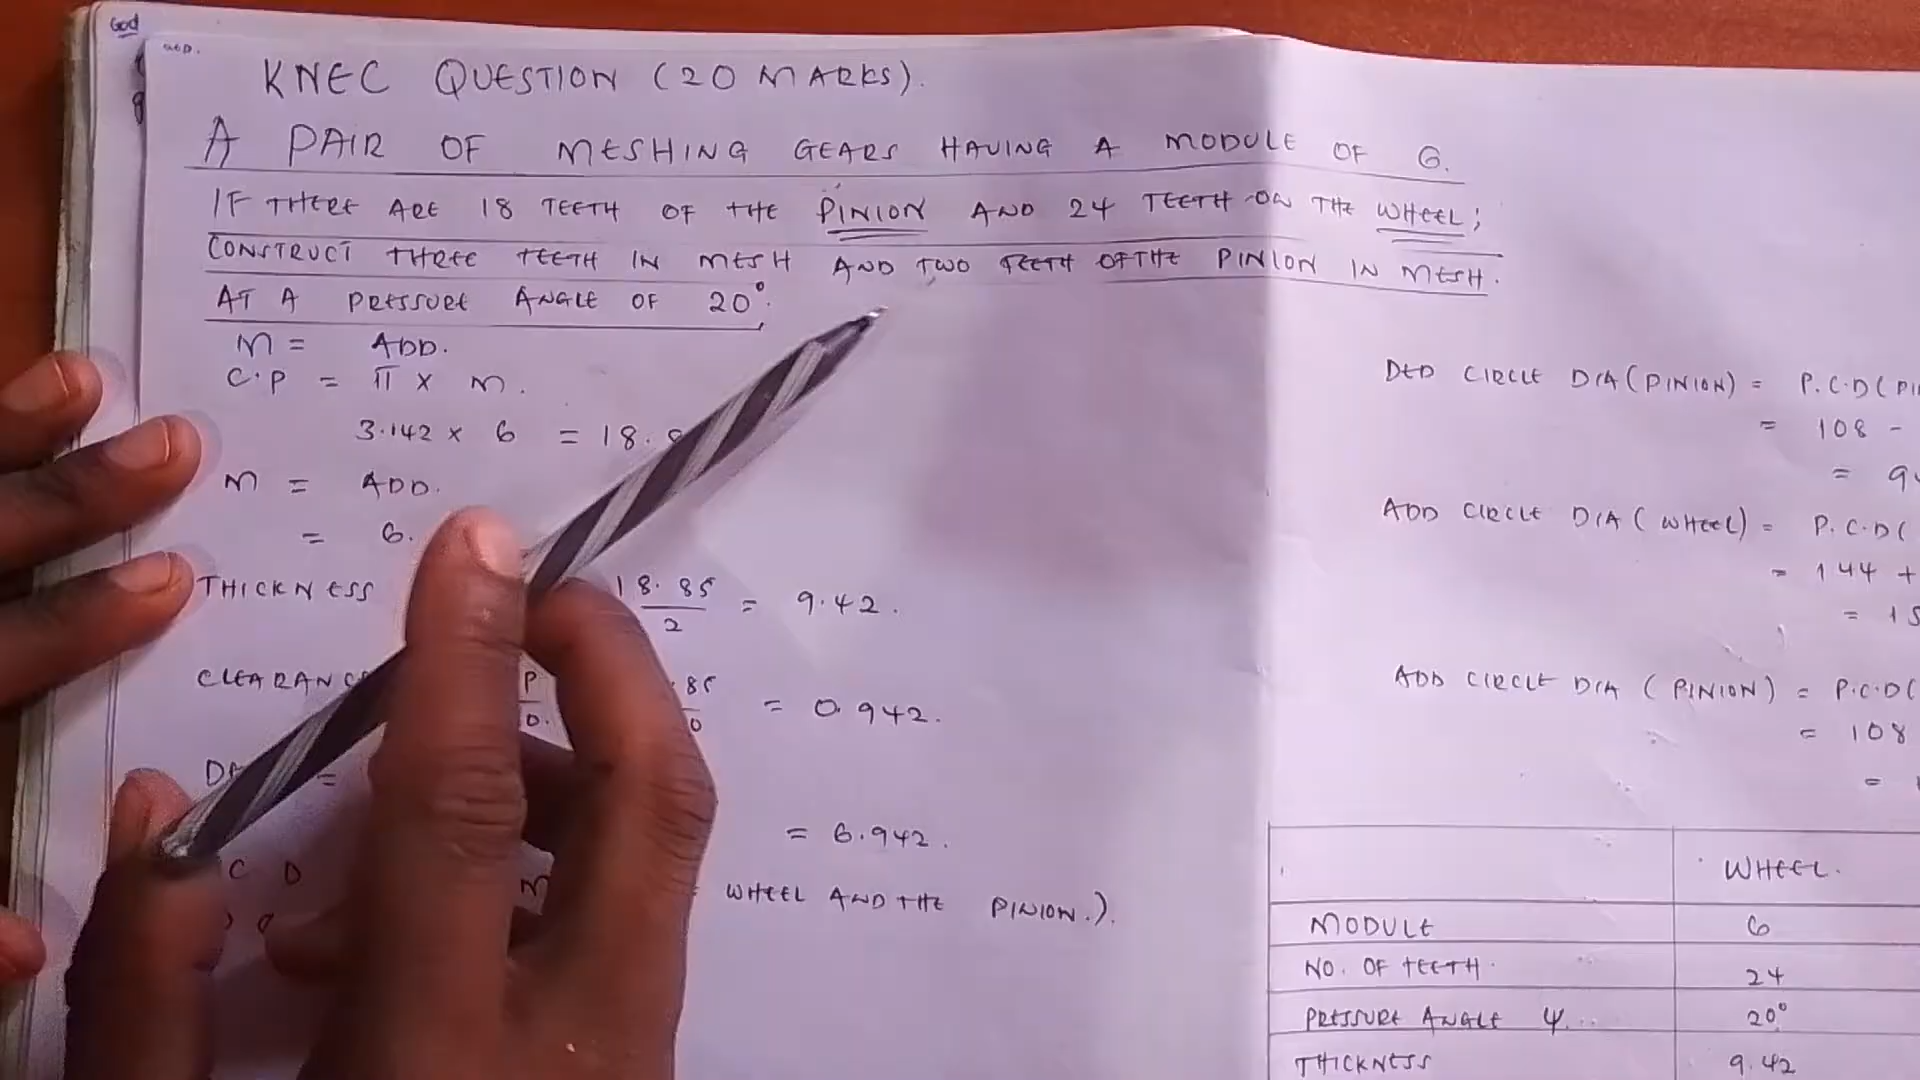 God
GOD.
KNEC QUESTION (20 MARKS).
A PAIR OF MESHING GEARS HAVING A MODULE OF 6.
IF THERE ARE 18 TEETH OF THE PINION AND 24 TEETH ON THE WHEEL;
CONSTRUCT THREE TEETH IN MESH AND TWO TEETH OF THE PINION IN MESH.
AT A PRESSURE ANGLE OF 20°.
M = ADD.
C.P = π × M.
3.142 × 6 = 18.
M = ADD.
= 6.
THICKNESS 18.85 / 2 = 9.42.
= 0.942.
= 6.942.
C D
WHEEL AND THE PINION.).
DED CIRCLE DIA (PINION) = P.C.D (PI
= 108 -
= 9
ADD CIRCLE DIA (WHEEL) = P.C.D (
= 144 +
= 15
ADD CIRCLE DIA (PINION) = P.C.D (
= 108
=
WHEEL.
MODULE 6
NO. OF TEETH. 24
PRESSURE ANGLE Ψ... 20°
THICKNESS 9.42